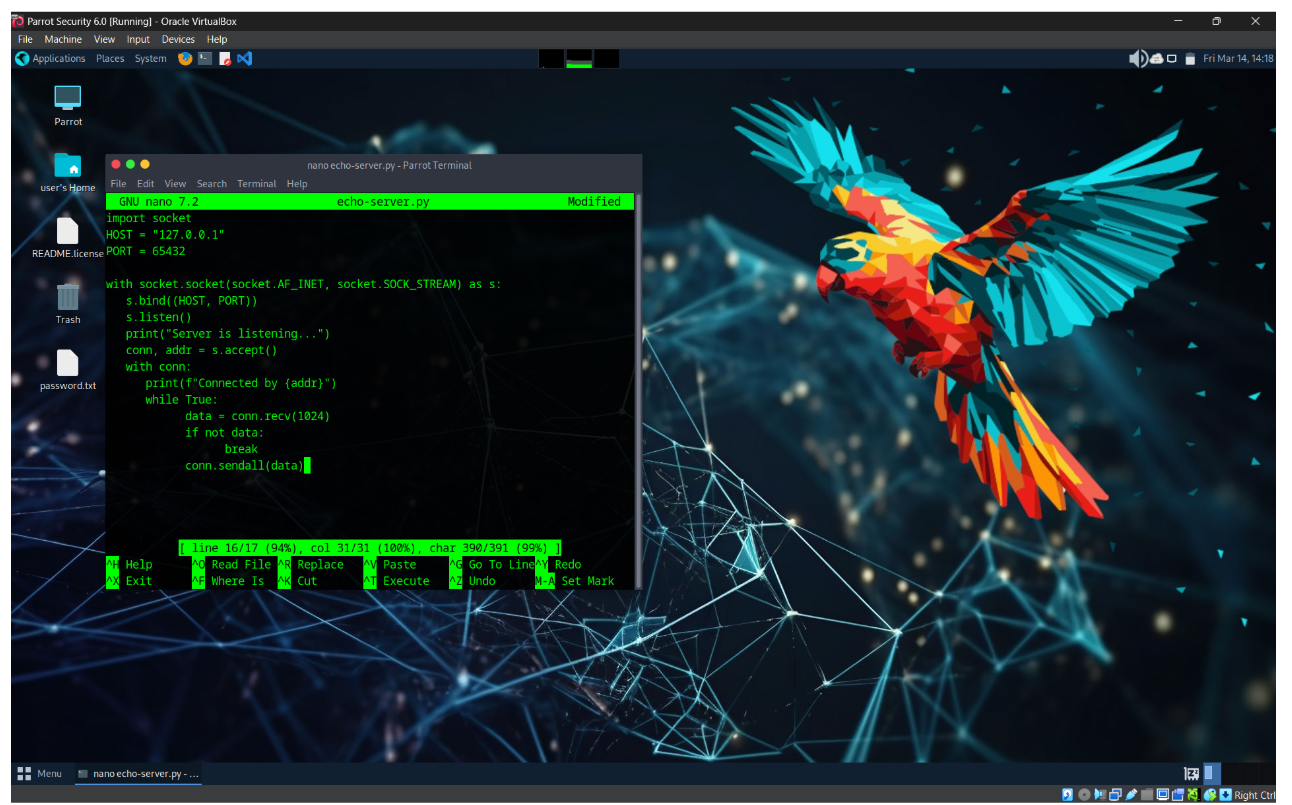 Parrot Security 6.0 [Running] - Oracle VirtualBox
File Machine View Input Devices Help
Applications Places System
Fri Mar 14, 14:18
Parrot
user's Home
README.license
Trash
password.txt
nano echo-server.py - Parrot Terminal
File Edit View Search Terminal Help
GNU nano 7.2 echo-server.py Modified
import socket
HOST = "127.0.0.1"
PORT = 65432
with socket.socket(socket.AF_INET, socket.SOCK_STREAM) as s:
s.bind((HOST, PORT))
s.listen()
print("Server is listening...")
conn, addr = s.accept()
with conn:
print(f"Connected by {addr}")
while True:
data = conn.recv(1024)
if not data:
break
conn.sendall(data)
[ line 16/17 (94%), col 31/31 (100%), char 390/391 (99%) ]
^H Help ^O Read File ^R Replace ^V Paste ^G Go To Line ^Y Redo
^X Exit ^F Where Is ^K Cut ^T Execute ^Z Undo M-A Set Mark
Menu nano echo-server.py - ...
Right Ctrl